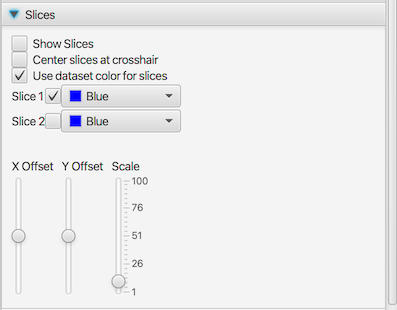 Slices
Show Slices
Center slices at crosshair
Use dataset color for slices
Slice 1 Blue
Slice 2 Blue
X Offset Y Offset Scale
100
76
51
26
1